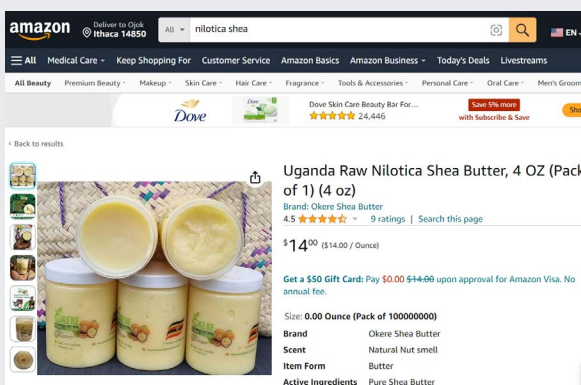 amazon
Deliver to Ojok
Ithaca 14850
All
nilotica shea
EN
All Medical Care Keep Shopping For Customer Service Amazon Basics Amazon Business Today's Deals Livestreams
All Beauty Premium Beauty Makeup Skin Care Hair Care Fragrance Tools & Accessories Personal Care Oral Care Men's Groom
Dove
Dove Skin Care Beauty Bar For...
24,446
Save 5% more
with Subscribe & Save
Sho
‹ Back to results
Uganda Raw Nilotica Shea Butter, 4 OZ (Pack
of 1) (4 oz)
Brand: Okere Shea Butter
4.5 9 ratings | Search this page
$1400 ($14.00 / Ounce)
Get a $50 Gift Card: Pay $0.00 $14.00 upon approval for Amazon Visa. No
annual fee.
Size: 0.00 Ounce (Pack of 100000000)
Brand Okere Shea Butter
Scent Natural Nut smell
Item Form Butter
Active Ingredients Pure Shea Butter